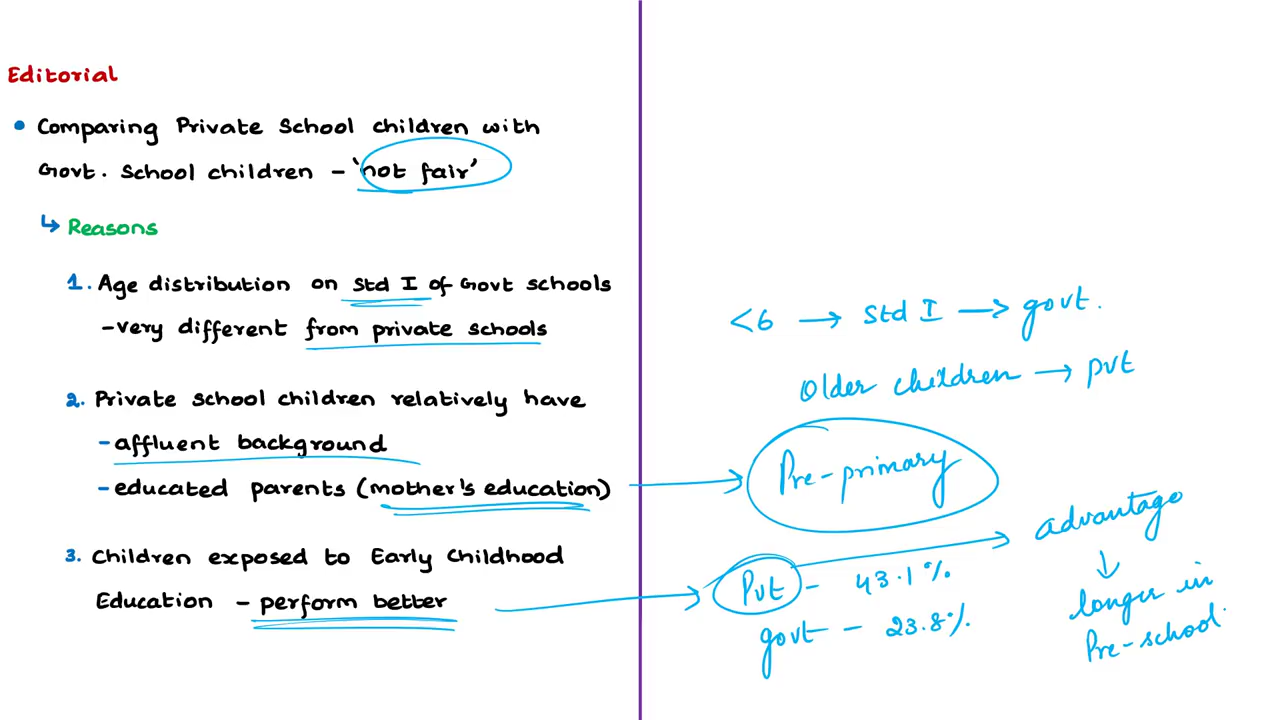 Editorial
• Comparing Private School children with
Govt. School children - 'not fair'
↳ Reasons
1. Age distribution on Std I of Govt schools
-very different from private schools
2. Private school children relatively have
-affluent background
-educated parents (mother's education)
3. Children exposed to Early Childhood
Education - perform better
<6 → Std I → govt.
Older children → pvt
Pre-primary
advantage
↓
longer in
Pre-school.
Pvt - 43.1%
govt - 23.8%